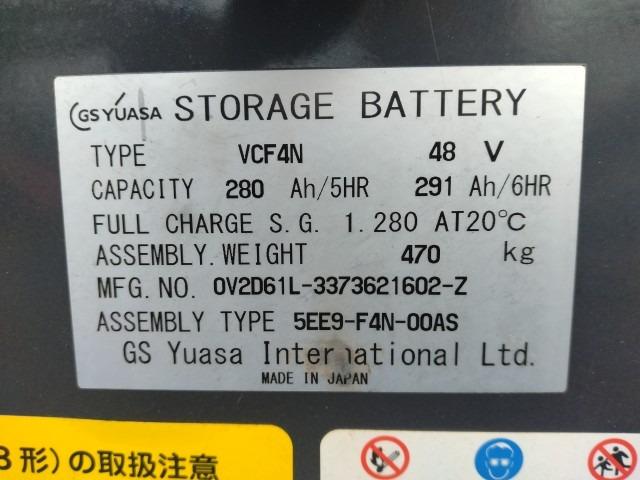 GS YUASA STORAGE BATTERY
TYPE VCF4N 48 V
CAPACITY 280 Ah/5HR 291 Ah/6HR
FULL CHARGE S.G. 1.280 AT20℃
ASSEMBLY.WEIGHT 470 kg
MFG.NO. 0V2D61L-3373621602-Z
ASSEMBLY TYPE 5EE9-F4N-00AS
GS Yuasa International Ltd.
MADE IN JAPAN
形)の取扱注意